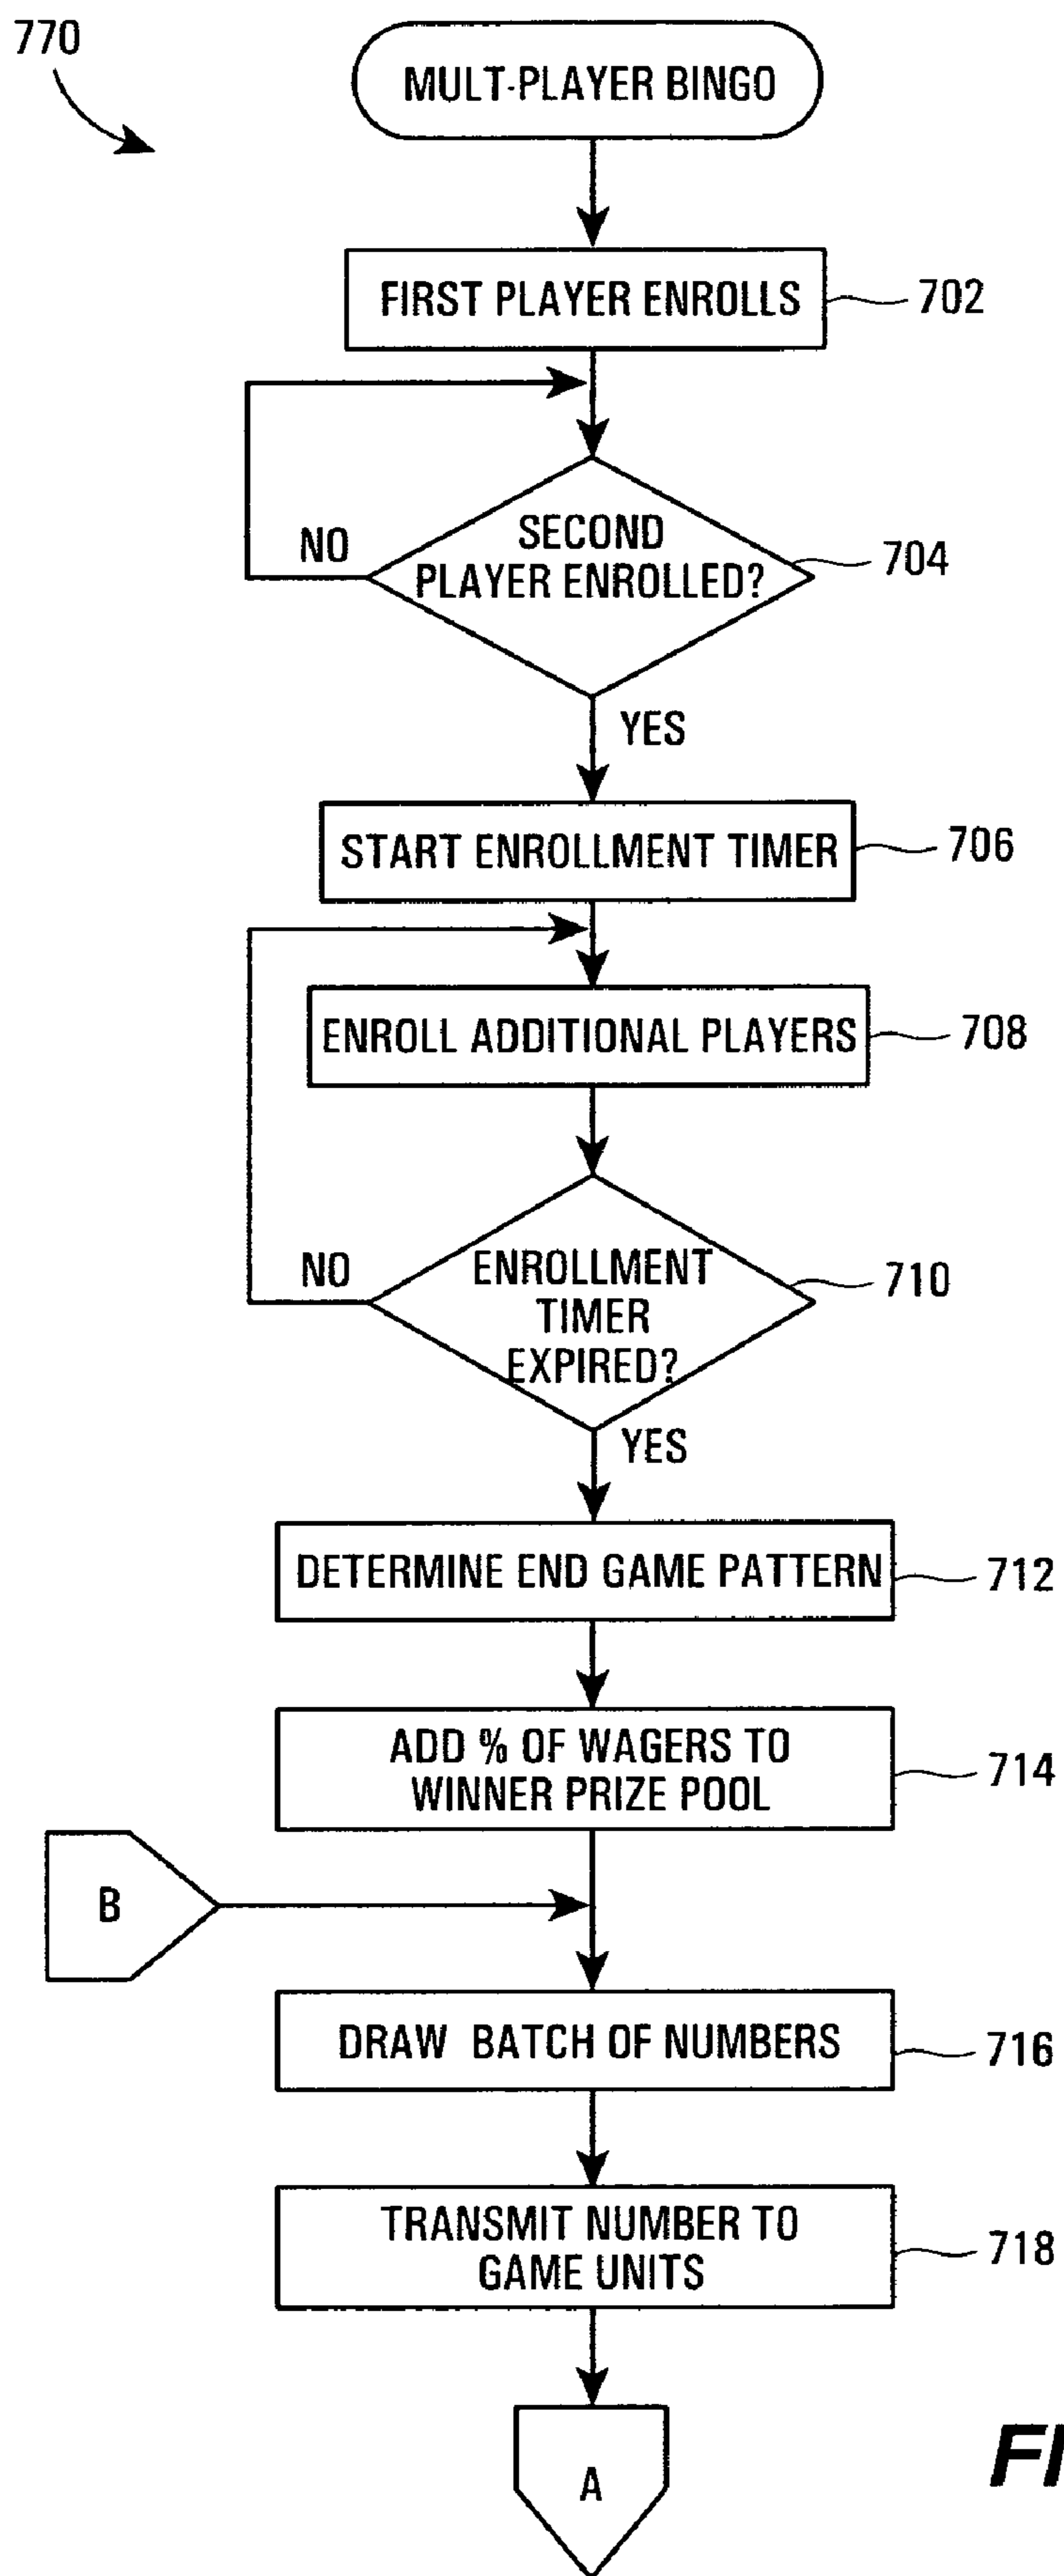 770
MULT-PLAYER BINGO
FIRST PLAYER ENROLLS
702
NO
SECOND
PLAYER ENROLLED?
704
YES
START ENROLLMENT TIMER
706
ENROLL ADDITIONAL PLAYERS
708
NO
ENROLLMENT
TIMER
EXPIRED?
710
YES
DETERMINE END GAME PATTERN
712
ADD % OF WAGERS TO
WINNER PRIZE POOL
714
B
DRAW BATCH OF NUMBERS
716
TRANSMIT NUMBER TO
GAME UNITS
718
A
FI